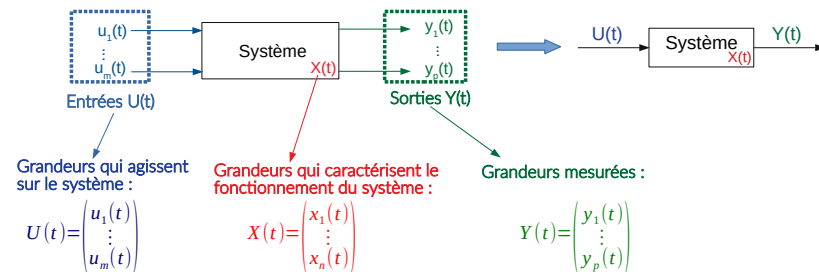 u1(t)
⋮
um(t)
Entrées U(t)
Système
X(t)
y1(t)
⋮
yp(t)
Sorties Y(t)
U(t)
Système
X(t)
Y(t)
Grandeurs qui agissent
sur le système :
U(t)=(u1(t) ⋮ um(t))
Grandeurs qui caractérisent le
fonctionnement du système :
X(t)=(x1(t) ⋮ xn(t))
Grandeurs mesurées :
Y(t)=(y1(t) ⋮ yp(t))